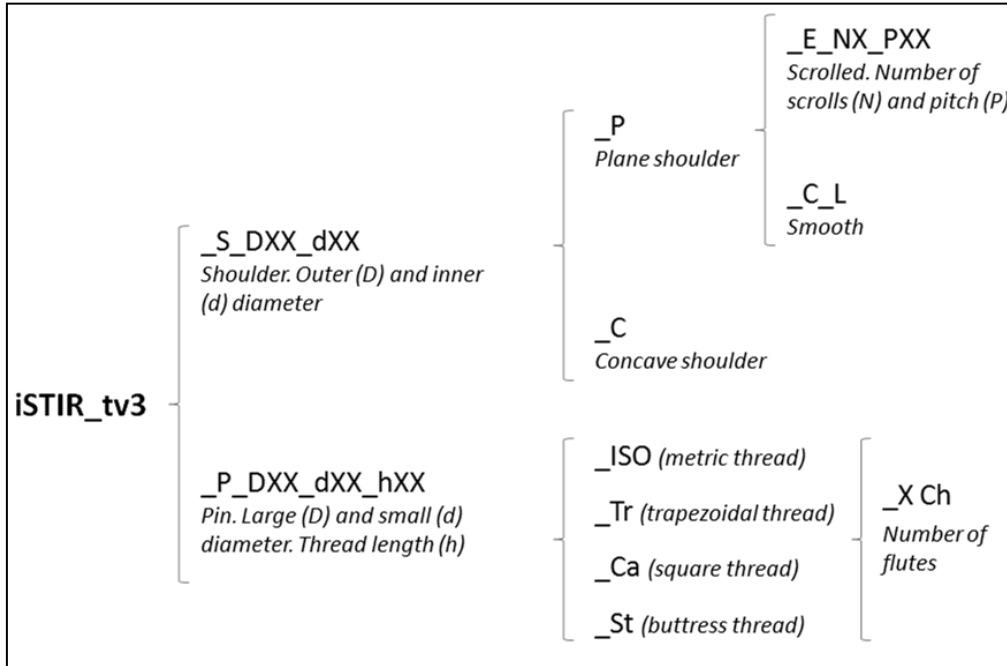 iSTIR_tv3
_S_DXX_dXX
Shoulder. Outer (D) and inner
(d) diameter
_P
Plane shoulder
_E_NX_PXX
Scrolled. Number of
scrolls (N) and pitch (P)
_C_L
Smooth
_C
Concave shoulder
_P_DXX_dXX_hXX
Pin. Large (D) and small (d)
diameter. Thread length (h)
_ISO (metric thread)
_Tr (trapezoidal thread)
_Ca (square thread)
_St (buttress thread)
_X Ch
Number of
flutes